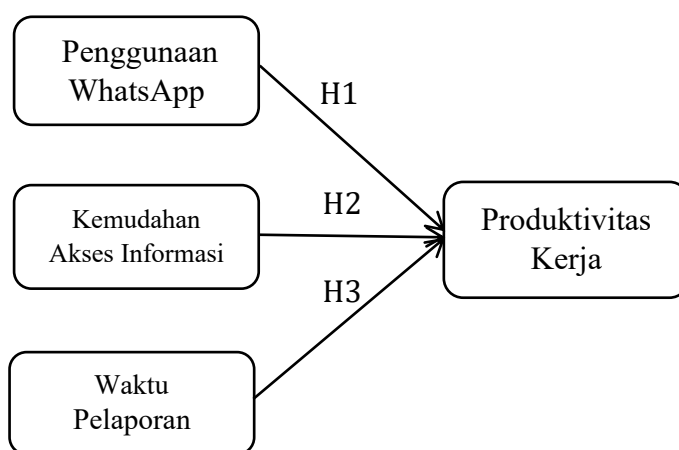 Penggunaan
WhatsApp
H1
Kemudahan
Akses Informasi
H2
Produktivitas
Kerja
H3
Waktu
Pelaporan